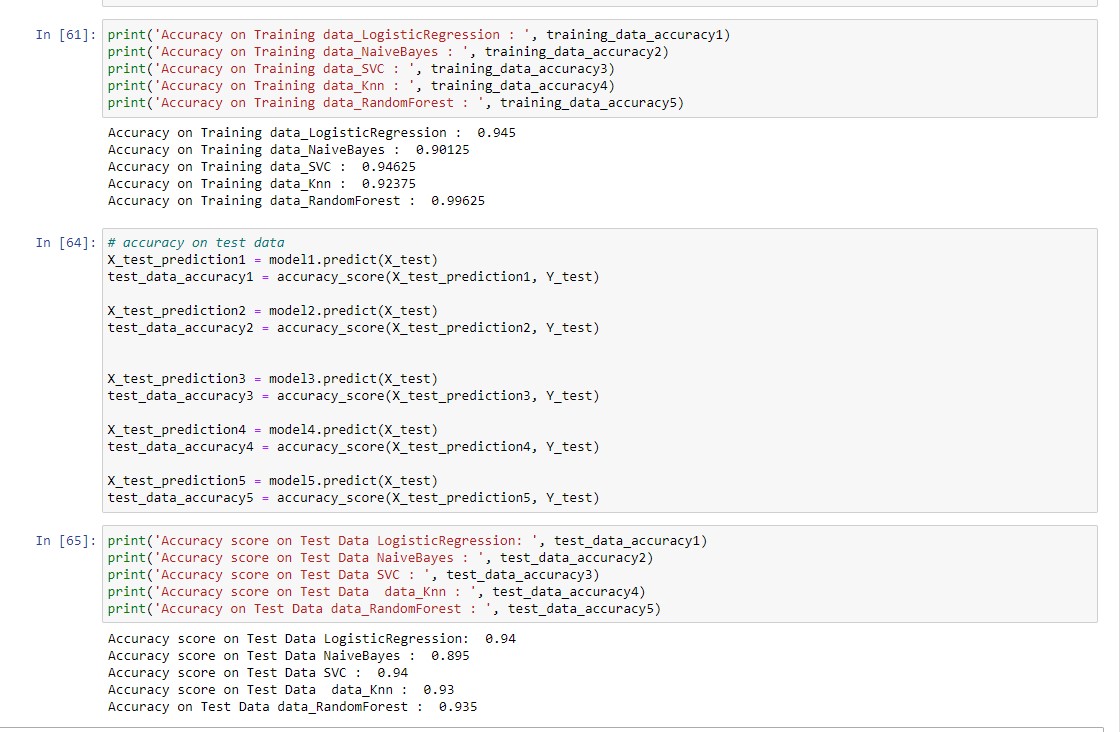 In [61]: print('Accuracy on Training data_LogisticRegression : ', training_data_accuracy1)
print('Accuracy on Training data_NaiveBayes : ', training_data_accuracy2)
print('Accuracy on Training data_SVC : ', training_data_accuracy3)
print('Accuracy on Training data_Knn : ', training_data_accuracy4)
print('Accuracy on Training data_RandomForest : ', training_data_accuracy5)
Accuracy on Training data_LogisticRegression :  0.945
Accuracy on Training data_NaiveBayes :  0.90125
Accuracy on Training data_SVC :  0.94625
Accuracy on Training data_Knn :  0.92375
Accuracy on Training data_RandomForest :  0.99625
In [64]: # accuracy on test data
X_test_prediction1 = model1.predict(X_test)
test_data_accuracy1 = accuracy_score(X_test_prediction1, Y_test)
X_test_prediction2 = model2.predict(X_test)
test_data_accuracy2 = accuracy_score(X_test_prediction2, Y_test)
X_test_prediction3 = model3.predict(X_test)
test_data_accuracy3 = accuracy_score(X_test_prediction3, Y_test)
X_test_prediction4 = model4.predict(X_test)
test_data_accuracy4 = accuracy_score(X_test_prediction4, Y_test)
X_test_prediction5 = model5.predict(X_test)
test_data_accuracy5 = accuracy_score(X_test_prediction5, Y_test)
In [65]: print('Accuracy score on Test Data LogisticRegression: ', test_data_accuracy1)
print('Accuracy score on Test Data NaiveBayes : ', test_data_accuracy2)
print('Accuracy score on Test Data SVC : ', test_data_accuracy3)
print('Accuracy score on Test Data  data_Knn : ', test_data_accuracy4)
print('Accuracy on Test Data data_RandomForest : ', test_data_accuracy5)
Accuracy score on Test Data LogisticRegression:  0.94
Accuracy score on Test Data NaiveBayes :  0.895
Accuracy score on Test Data SVC :  0.94
Accuracy score on Test Data  data_Knn :  0.93
Accuracy on Test Data data_RandomForest :  0.935